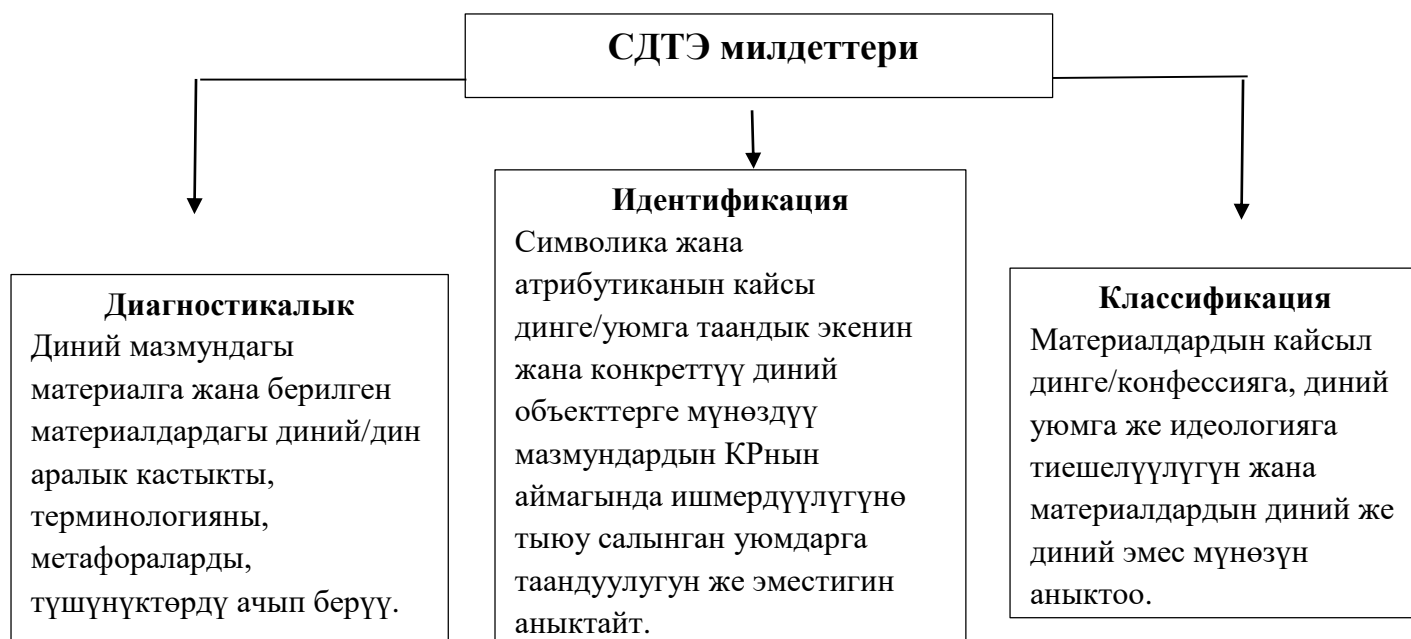 СДТЭ милдеттери
Диагностикалык
Диний мазмундагы
материалга жана берилген
материалдардагы диний/дин
аралык кастыкты,
терминологияны,
метафораларды,
түшүнүктөрдү ачып берүү.
Идентификация
Символика жана
атрибутиканын кайсы
динге/уюмга таандык экенин
жана конкреттүү диний
объекттерге мүнөздүү
мазмундардын КРнын
аймагында ишмердүүлүгүнө
тыюу салынган уюмдарга
таандуулугун же эместигин
аныктайт.
Классификация
Материалдардын кайсыл
динге/конфессияга, диний
уюмга же идеологияга
тиешелүүлүгүн жана
материалдардын диний же
диний эмес мүнөзүн
аныктоо.